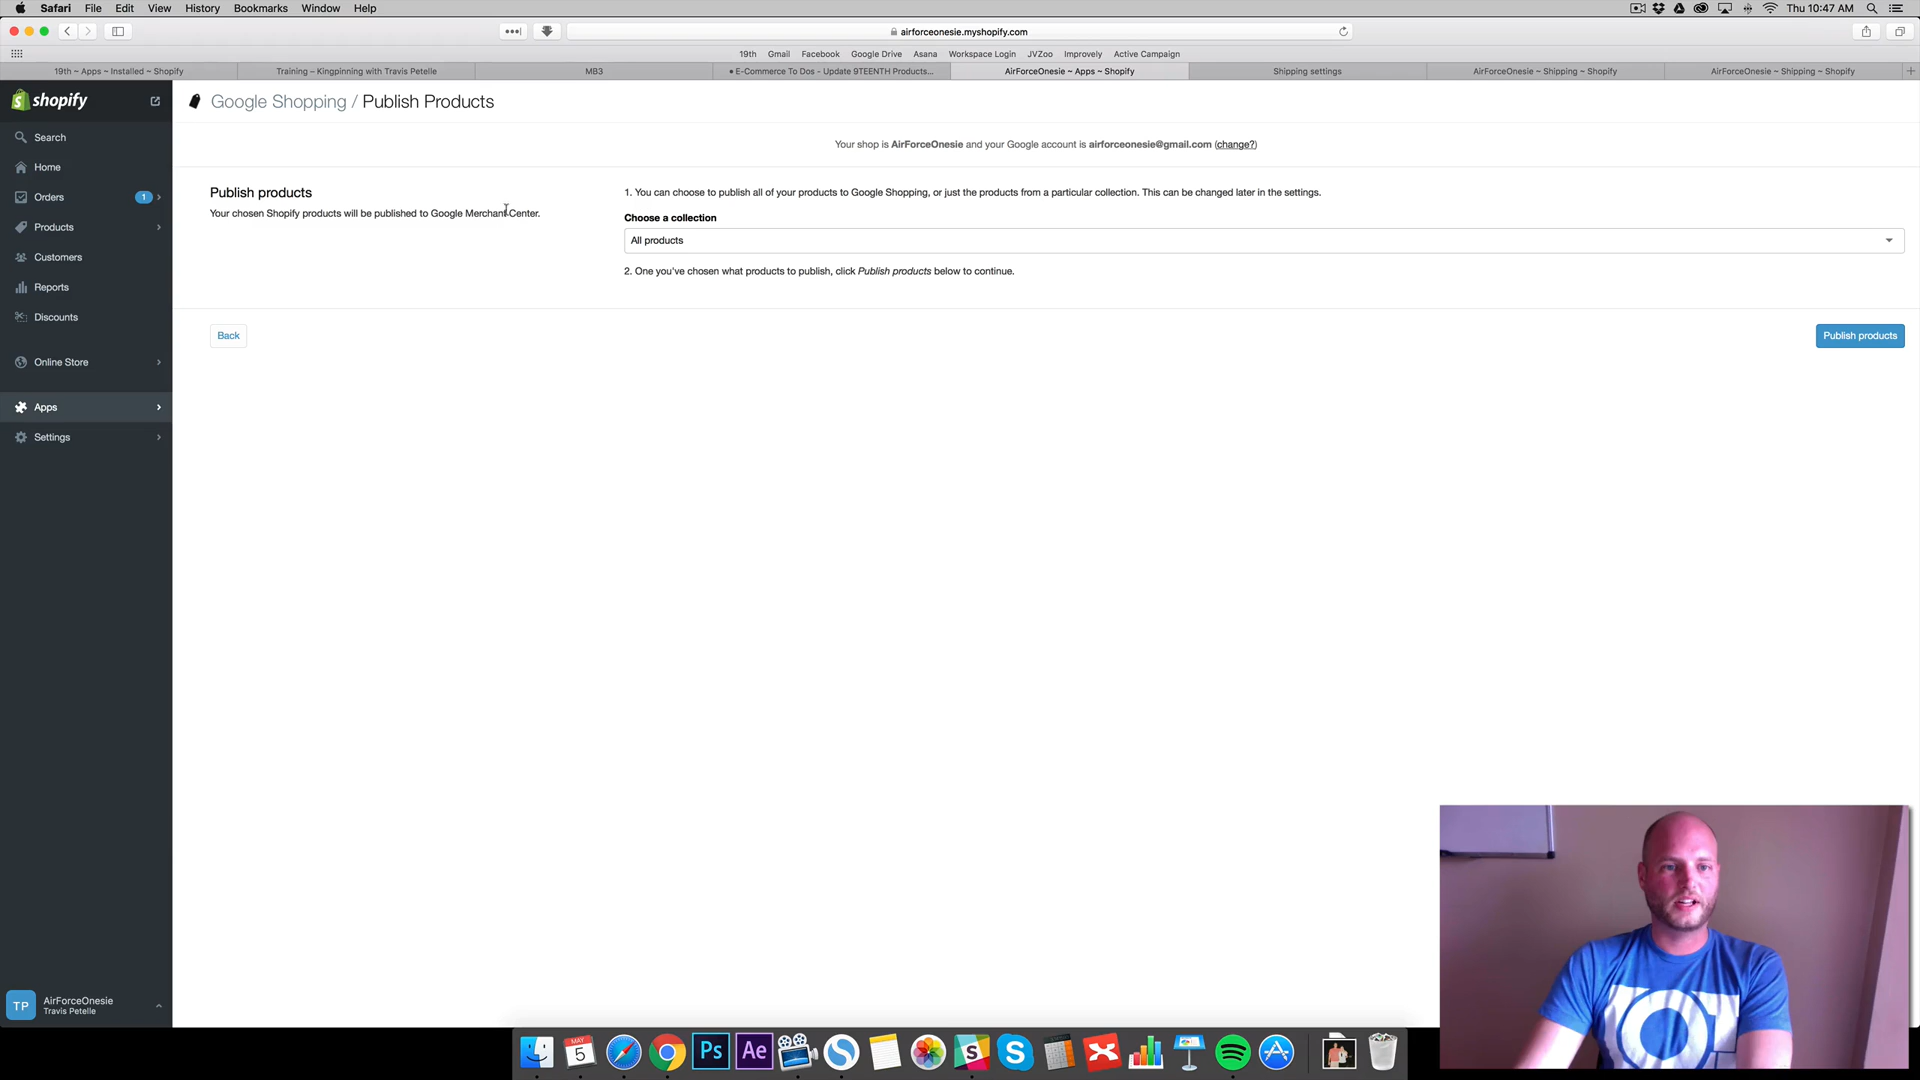 Safari File Edit View History Bookmarks Window Help
Thu 10:47 AM
airforceonesie.myshopify.com
19th Gmail Facebook Google Drive Asana Workspace Login JVZoo Improvely Active Campaign
19th ~ Apps ~ Installed ~ Shopify
Training – Kingpinning with Travis Petelle
MB3
• E-Commerce To Dos - Update 9TEENTH Products...
AirForceOnesie ~ Apps ~ Shopify
Shipping settings
AirForceOnesie ~ Shipping ~ Shopify
AirForceOnesie ~ Shipping ~ Shopify
shopify
Search
Home
Orders 1
Products
Customers
Reports
Discounts
Online Store
Apps
Settings
TP
AirForceOnesie
Travis Petelle
Google Shopping / Publish Products
Your shop is AirForceOnesie and your Google account is airforceonesie@gmail.com (change?)
Publish products
Your chosen Shopify products will be published to Google Merchant Center.
1. You can choose to publish all of your products to Google Shopping, or just the products from a particular collection. This can be changed later in the settings.
Choose a collection
All products
2. One you've chosen what products to publish, click Publish products below to continue.
Back
Publish products
MAY
5
Ps
Ae